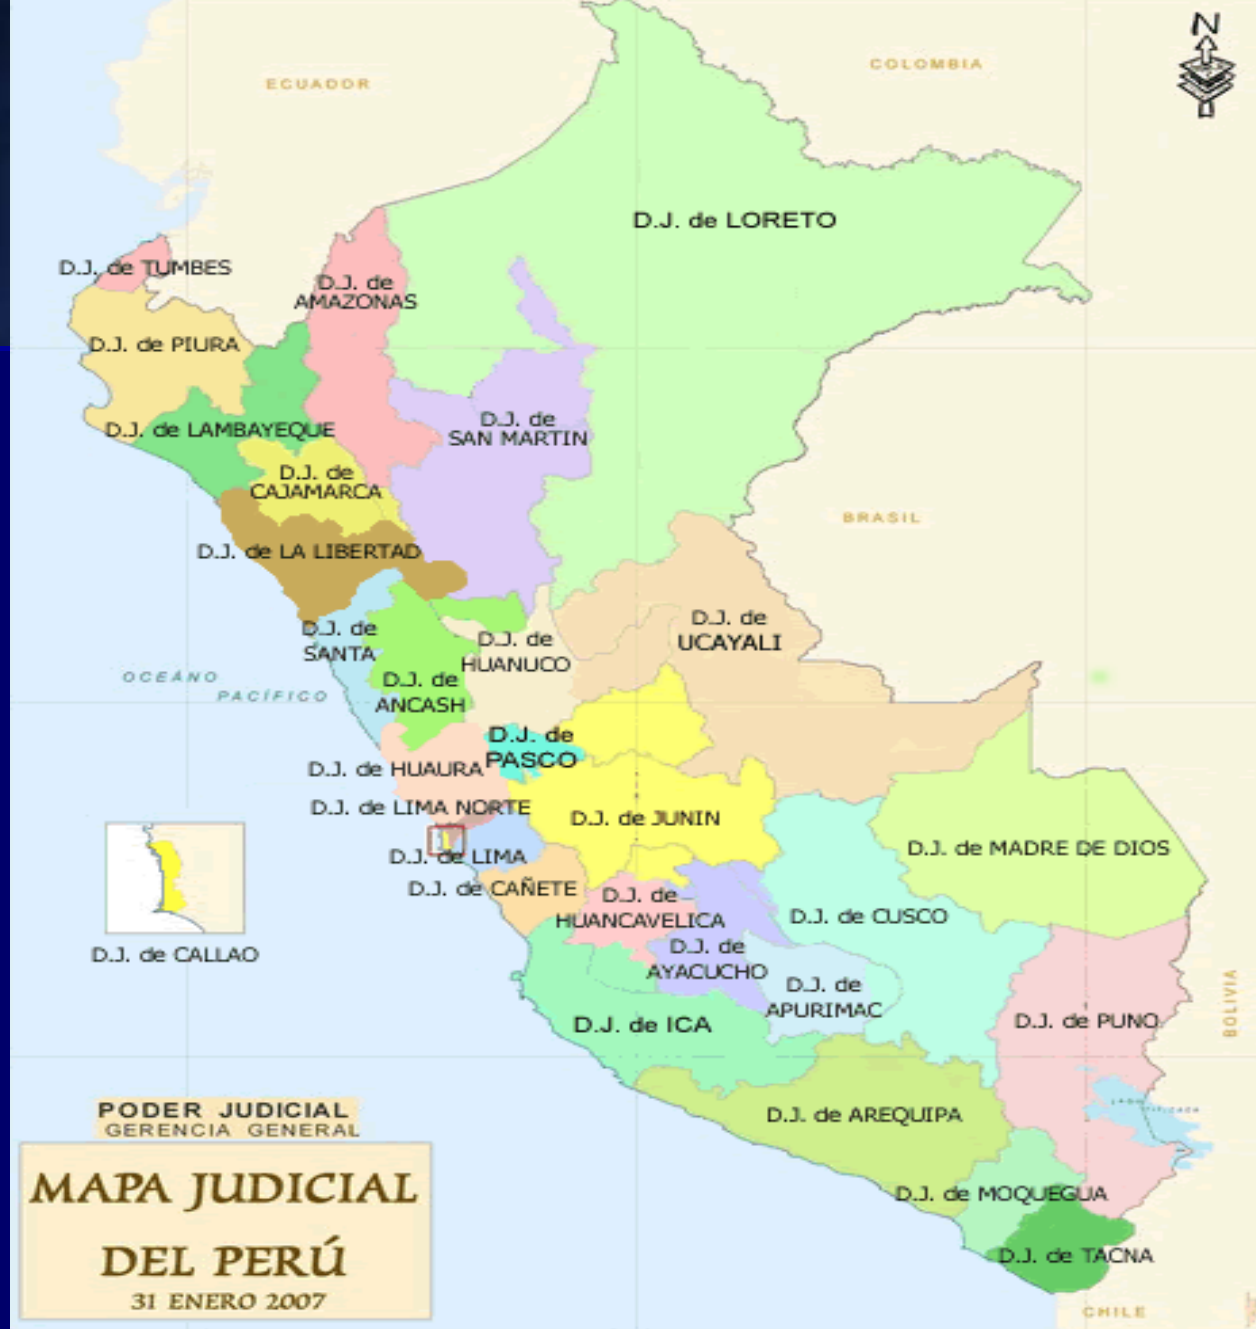 N
ECUADOR
COLOMBIA
D.J. de LORETO
D.J. de TUMBES
D.J. de
AMAZONAS
D.J. de PIURA
D.J. de LAMBAYEQUE
D.J. de
SAN MARTIN
D.J. de
CAJAMARCA
BRASIL
D.J. de LA LIBERTAD
D.J. de
SANTA
D.J. de
HUANUCO
D.J. de
UCAYALI
OCEÁNO
PACÍFICO
D.J. de
ANCASH
D.J. de
PASCO
D.J. de HUAURA
D.J. de LIMA NORTE
D.J. de JUNIN
D.J. de MADRE DE DIOS
D.J. de LIMA
D.J. de CAÑETE
D.J. de
HUANCAVELICA
D.J. de CUSCO
D.J. de CALLAO
D.J. de
AYACUCHO
D.J. de
APURIMAC
BOLIVIA
D.J. de ICA
D.J. de PUNO
D.J. de AREQUIPA
D.J. de MOQUEGUA
D.J. de TACNA
CHILE
PODER JUDICIAL
GERENCIA GENERAL
MAPA JUDICIAL
DEL PERÚ
31 ENERO 2007